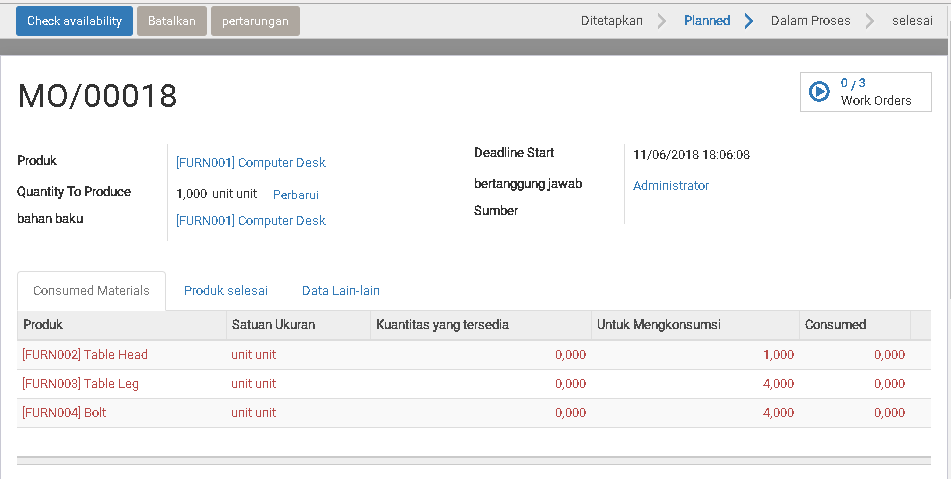 Check availability Batalkan pertarungan Ditetapkan Planned Dalam Proses selesai
MO/00018
0 / 3
Work Orders
Produk [FURN001] Computer Desk
Quantity To Produce 1,000 unit unit Perbarui
bahan baku [FURN001] Computer Desk
Deadline Start 11/06/2018 18:06:08
bertanggung jawab Administrator
Sumber
Consumed Materials Produk selesai Data Lain-lain
Produk Satuan Ukuran Kuantitas yang tersedia Untuk Mengkonsumsi Consumed
[FURN002] Table Head unit unit 0,000 1,000 0,000
[FURN003] Table Leg unit unit 0,000 4,000 0,000
[FURN004] Bolt unit unit 0,000 4,000 0,000